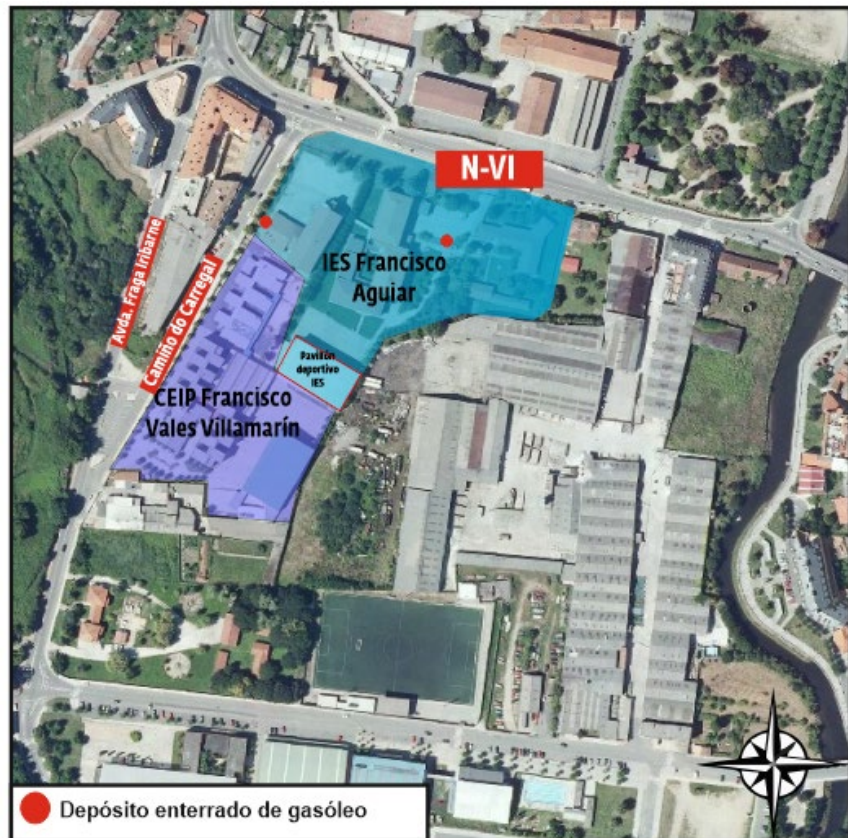 N-VI
IES Francisco
Aguiar
Avda. Fraga Iribarne
Camiño do Carregal
Pavillón
deportivo
IES
CEIP Francisco
Vales Villamarín
Depósito enterrado de gasóleo